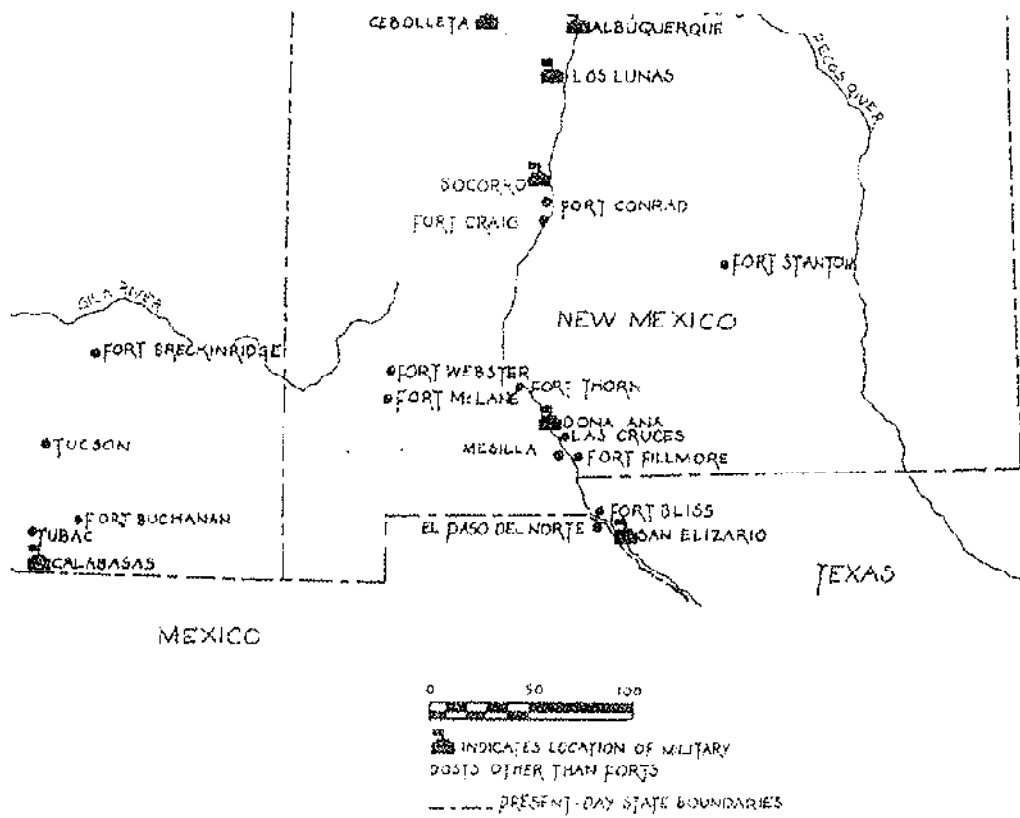 CEBOLLETA
ALBUQUERQUE
LOS LUNAS
PECOS RIVER
SOCORRO
FORT CONRAD
FORT CRAIG
FORT STANTON
GILA RIVER
NEW MEXICO
FORT BRECKINRIDGE
FORT WEBSTER
FORT THORN
FORT McLANE
DONA ANA
LAS CRUCES
TUCSON
MESILLA
FORT FILLMORE
FORT BUCHANAN
FORT BLISS
TUBAC
EL PASO DEL NORTE
SAN ELIZARIO
CALABASAS
TEXAS
MEXICO
0 50 100
INDICATES LOCATION OF MILITARY
POSTS OTHER THAN FORTS
PRESENT-DAY STATE BOUNDARIES